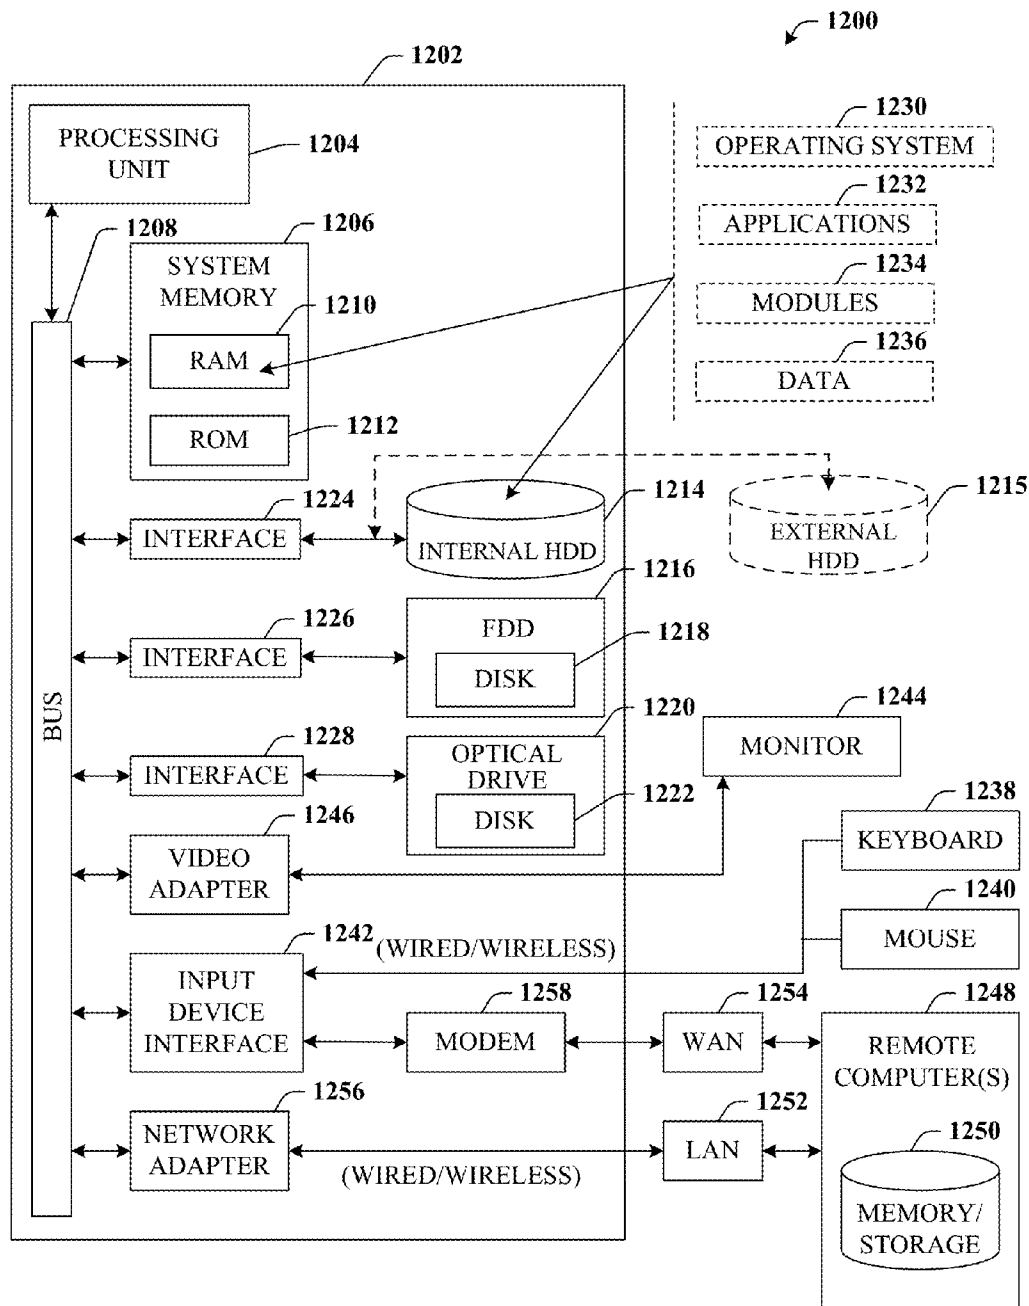 1200
1202
PROCESSING
UNIT
1204
1230
OPERATING SYSTEM
1232
APPLICATIONS
1234
MODULES
1236
DATA
1208
1206
SYSTEM
MEMORY
1210
RAM
1212
ROM
1224
INTERFACE
1214
INTERNAL HDD
1215
EXTERNAL
HDD
1216
FDD
1226
INTERFACE
1218
DISK
BUS
1220
OPTICAL
DRIVE
1228
INTERFACE
1222
DISK
1244
MONITOR
1246
VIDEO
ADAPTER
1238
KEYBOARD
1240
MOUSE
1242
(WIRED/WIRELESS)
INPUT
DEVICE
INTERFACE
1258
MODEM
1254
WAN
1248
REMOTE
COMPUTER(S)
1256
NETWORK
ADAPTER
(WIRED/WIRELESS)
1252
LAN
1250
MEMORY/
STORAGE